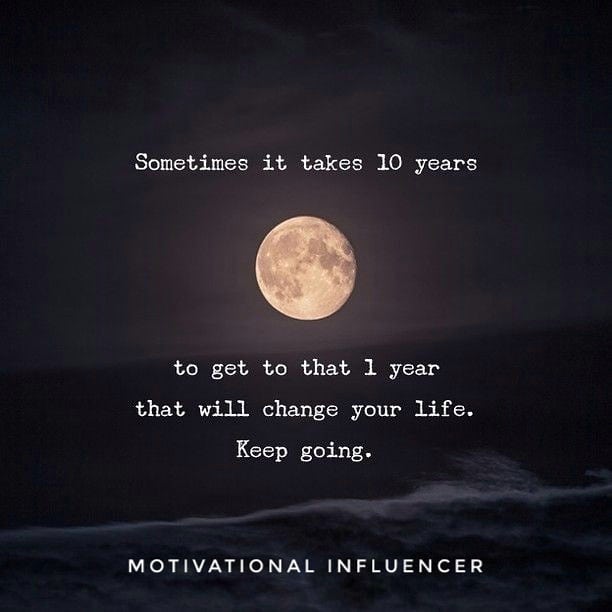 Sometimes it takes 10 years
to get to that 1 year
that will change your life.
Keep going.
MOTIVATIONAL INFLUENCER